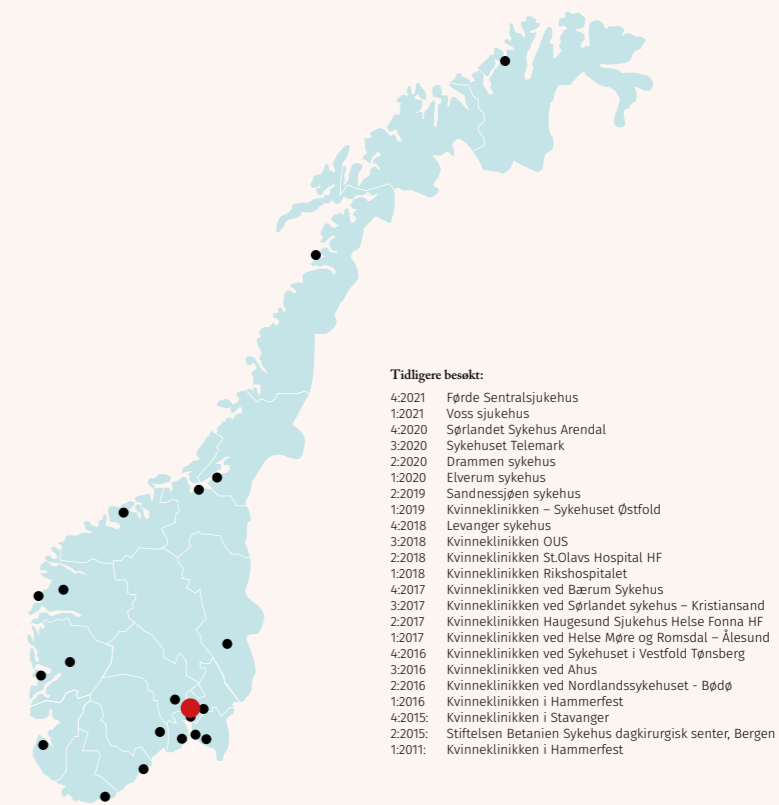 Tidligere besøkt:
4:2021 Førde Sentralsjukehus
1:2021 Voss sjukehus
4:2020 Sørlandet Sykehus Arendal
3:2020 Sykehuset Telemark
2:2020 Drammen sykehus
1:2020 Elverum sykehus
2:2019 Sandnessjøen sykehus
1:2019 Kvinneklinikken – Sykehuset Østfold
4:2018 Levanger sykehus
3:2018 Kvinneklinikken OUS
2:2018 Kvinneklinikken St.Olavs Hospital HF
1:2018 Kvinneklinikken Rikshospitalet
4:2017 Kvinneklinikken ved Bærum Sykehus
3:2017 Kvinneklinikken ved Sørlandet sykehus – Kristiansand
2:2017 Kvinneklinikken Haugesund Sjukehus Helse Fonna HF
1:2017 Kvinneklinikken ved Helse Møre og Romsdal – Ålesund
4:2016 Kvinneklinikken ved Sykehuset i Vestfold Tønsberg
3:2016 Kvinneklinikken ved Ahus
2:2016 Kvinneklinikken ved Nordlandssykehuset - Bødø
1:2016 Kvinneklinikken i Hammerfest
4:2015: Kvinneklinikken i Stavanger
2:2015: Stiftelsen Betanien Sykehus dagkirurgisk senter, Bergen
1:2011: Kvinneklinikken i Hammerfest